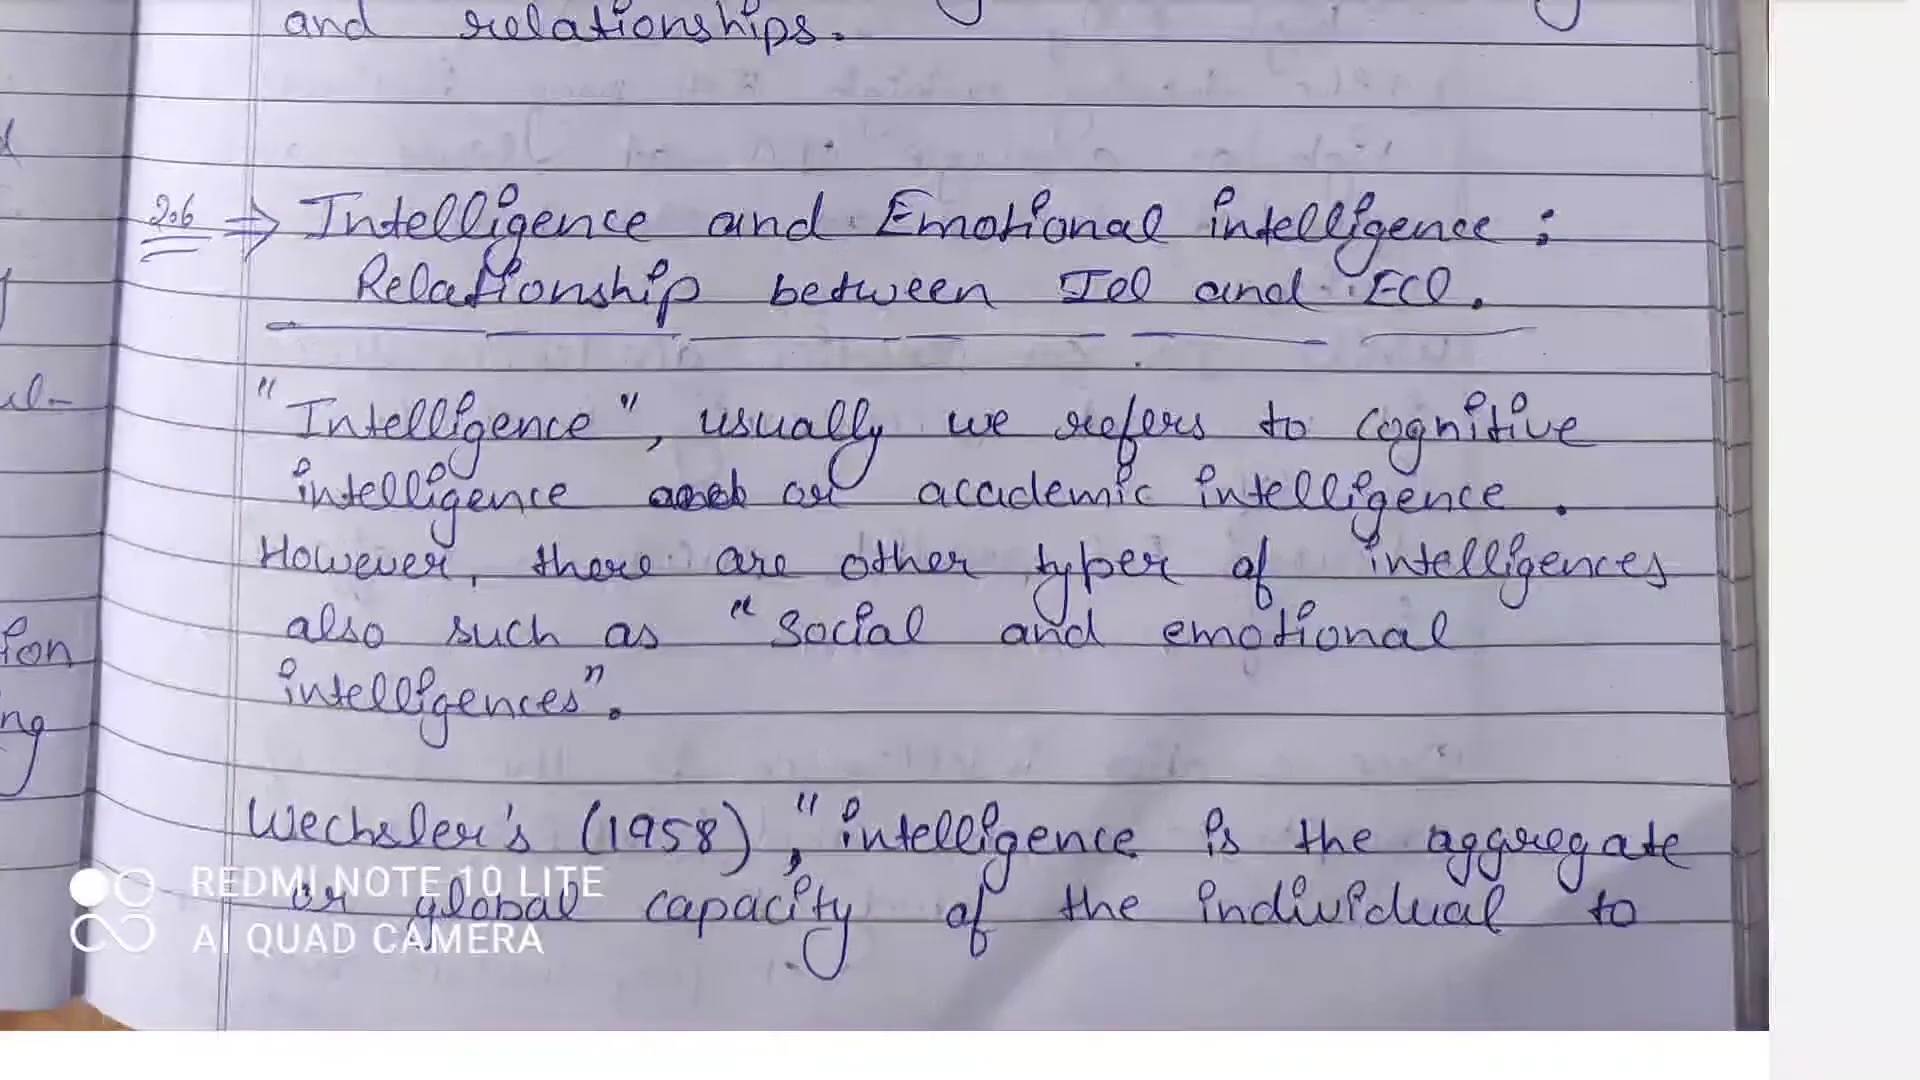 and relationships.
2.6 ⇒ Intelligence and Emotional intelligence :
Relationship between IQ and EQ.
"Intelligence", usually we refers to cognitive
intelligence or academic intelligence.
However, there are other types of intelligences
also such as "Social and emotional
intelligences".
Wechsler's (1958), "intelligence is the aggregate
or global capacity of the individual to
REDMI NOTE 10 LITE
AI QUAD CAMERA
ion
ng